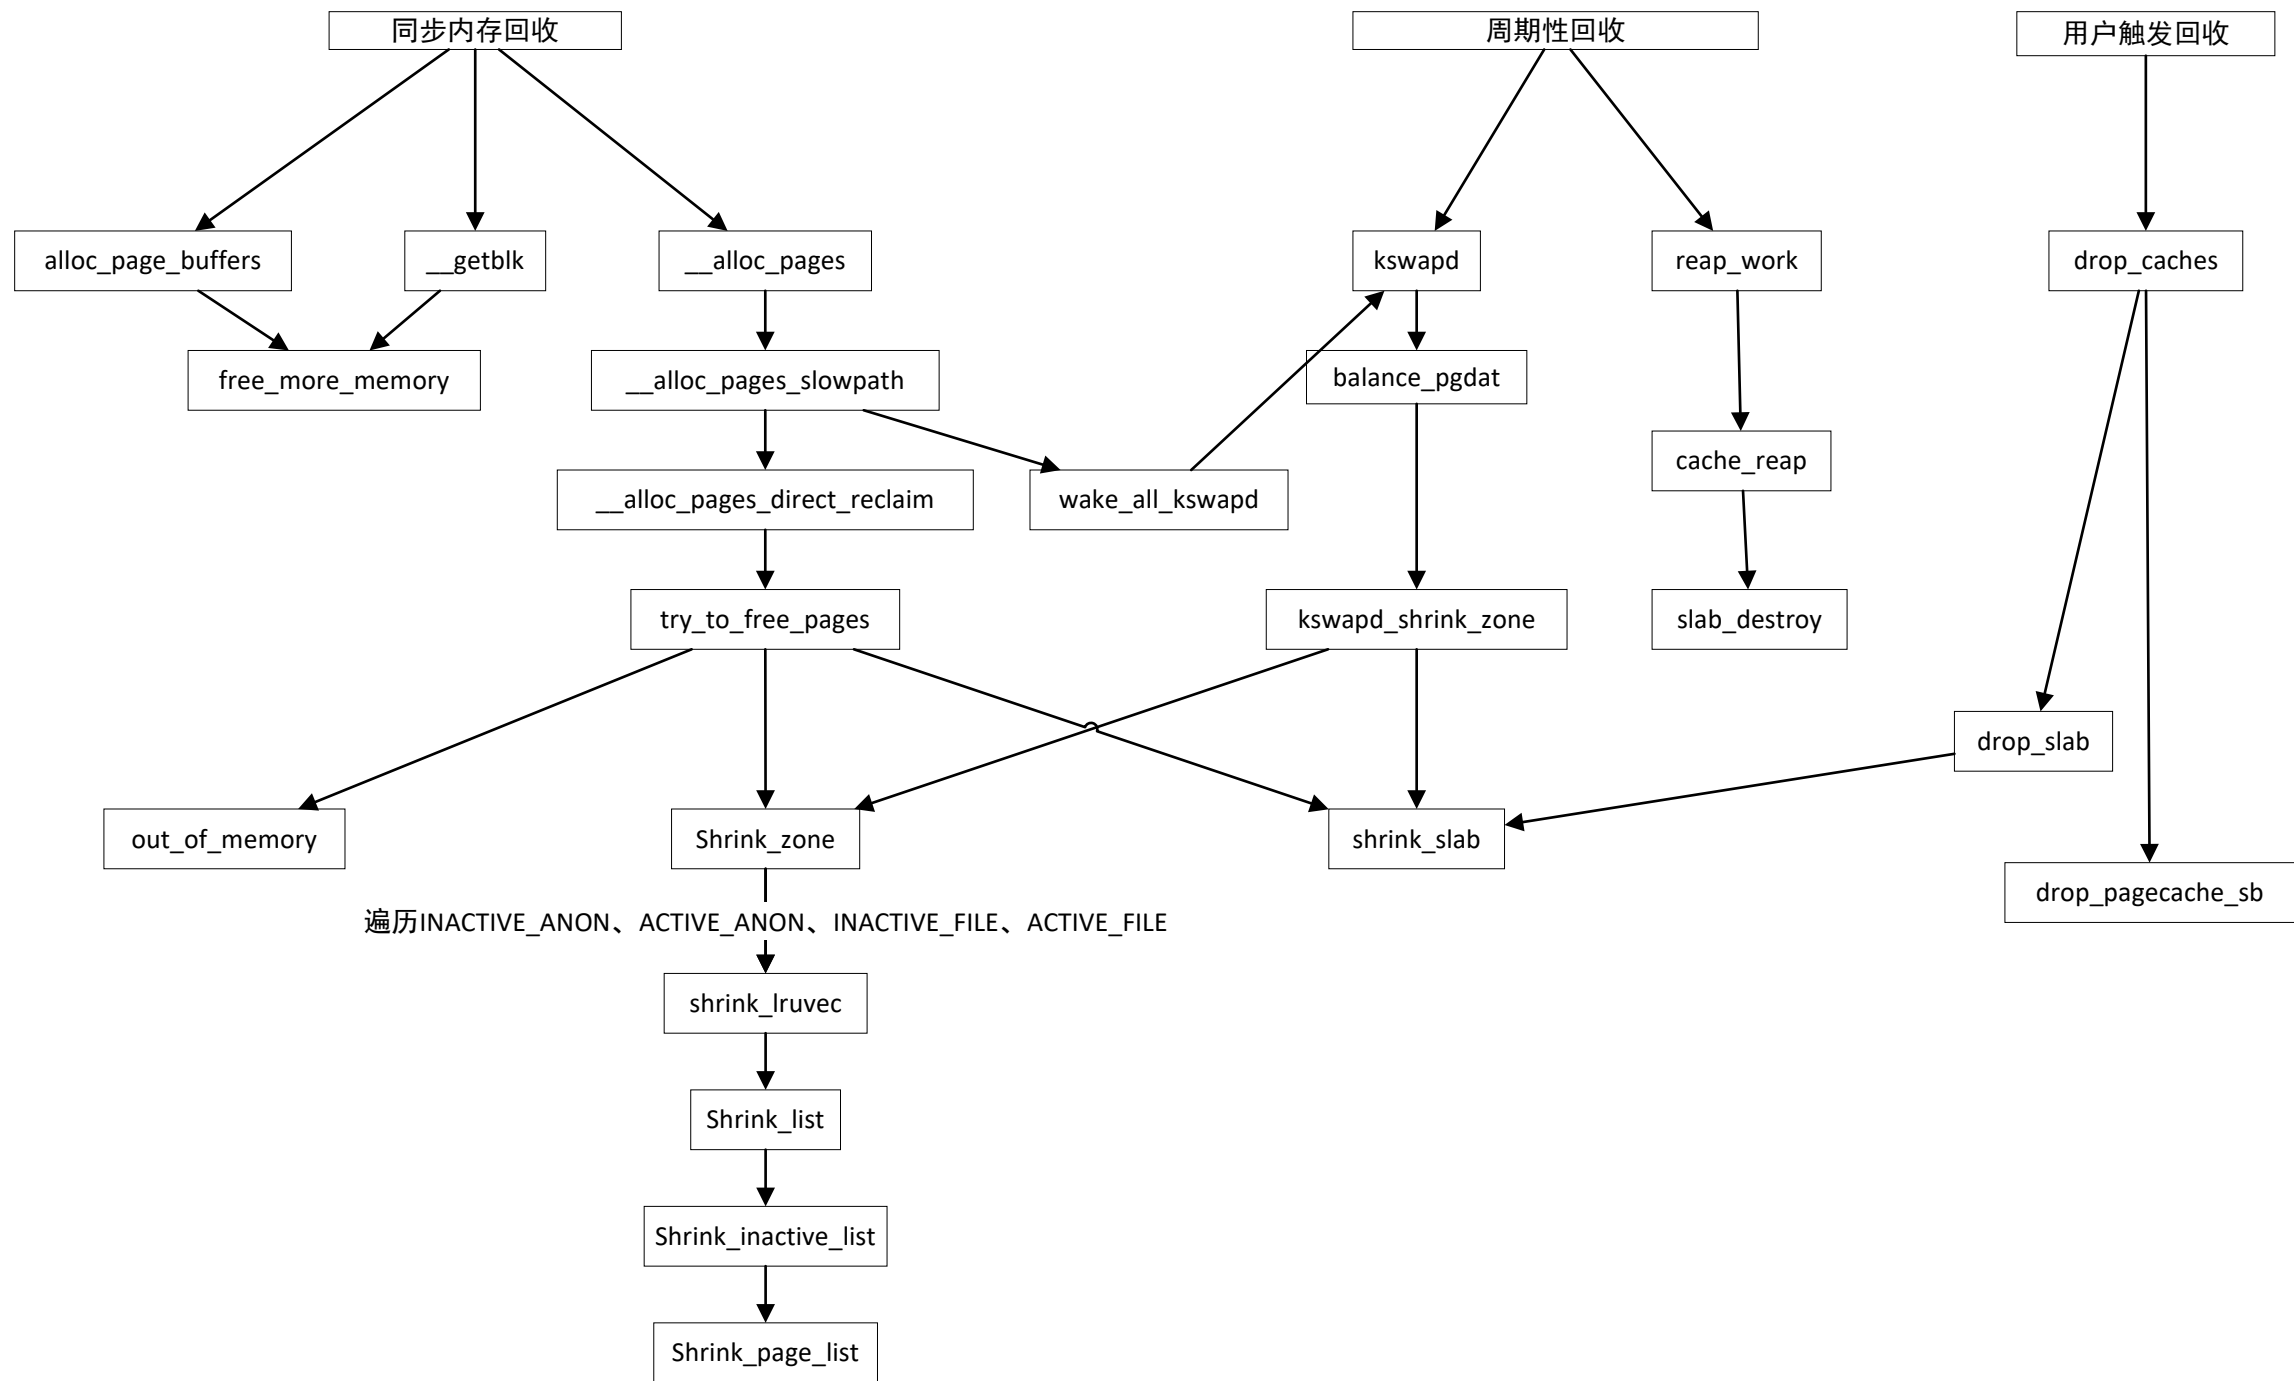 同步内存回收
周期性回收
用户触发回收
alloc_page_buffers
__getblk
__alloc_pages
kswapd
reap_work
drop_caches
free_more_memory
__alloc_pages_slowpath
balance_pgdat
cache_reap
__alloc_pages_direct_reclaim
wake_all_kswapd
try_to_free_pages
kswapd_shrink_zone
slab_destroy
drop_slab
out_of_memory
Shrink_zone
shrink_slab
drop_pagecache_sb
遍历INACTIVE_ANON、ACTIVE_ANON、INACTIVE_FILE、ACTIVE_FILE
shrink_lruvec
Shrink_list
Shrink_inactive_list
Shrink_page_list